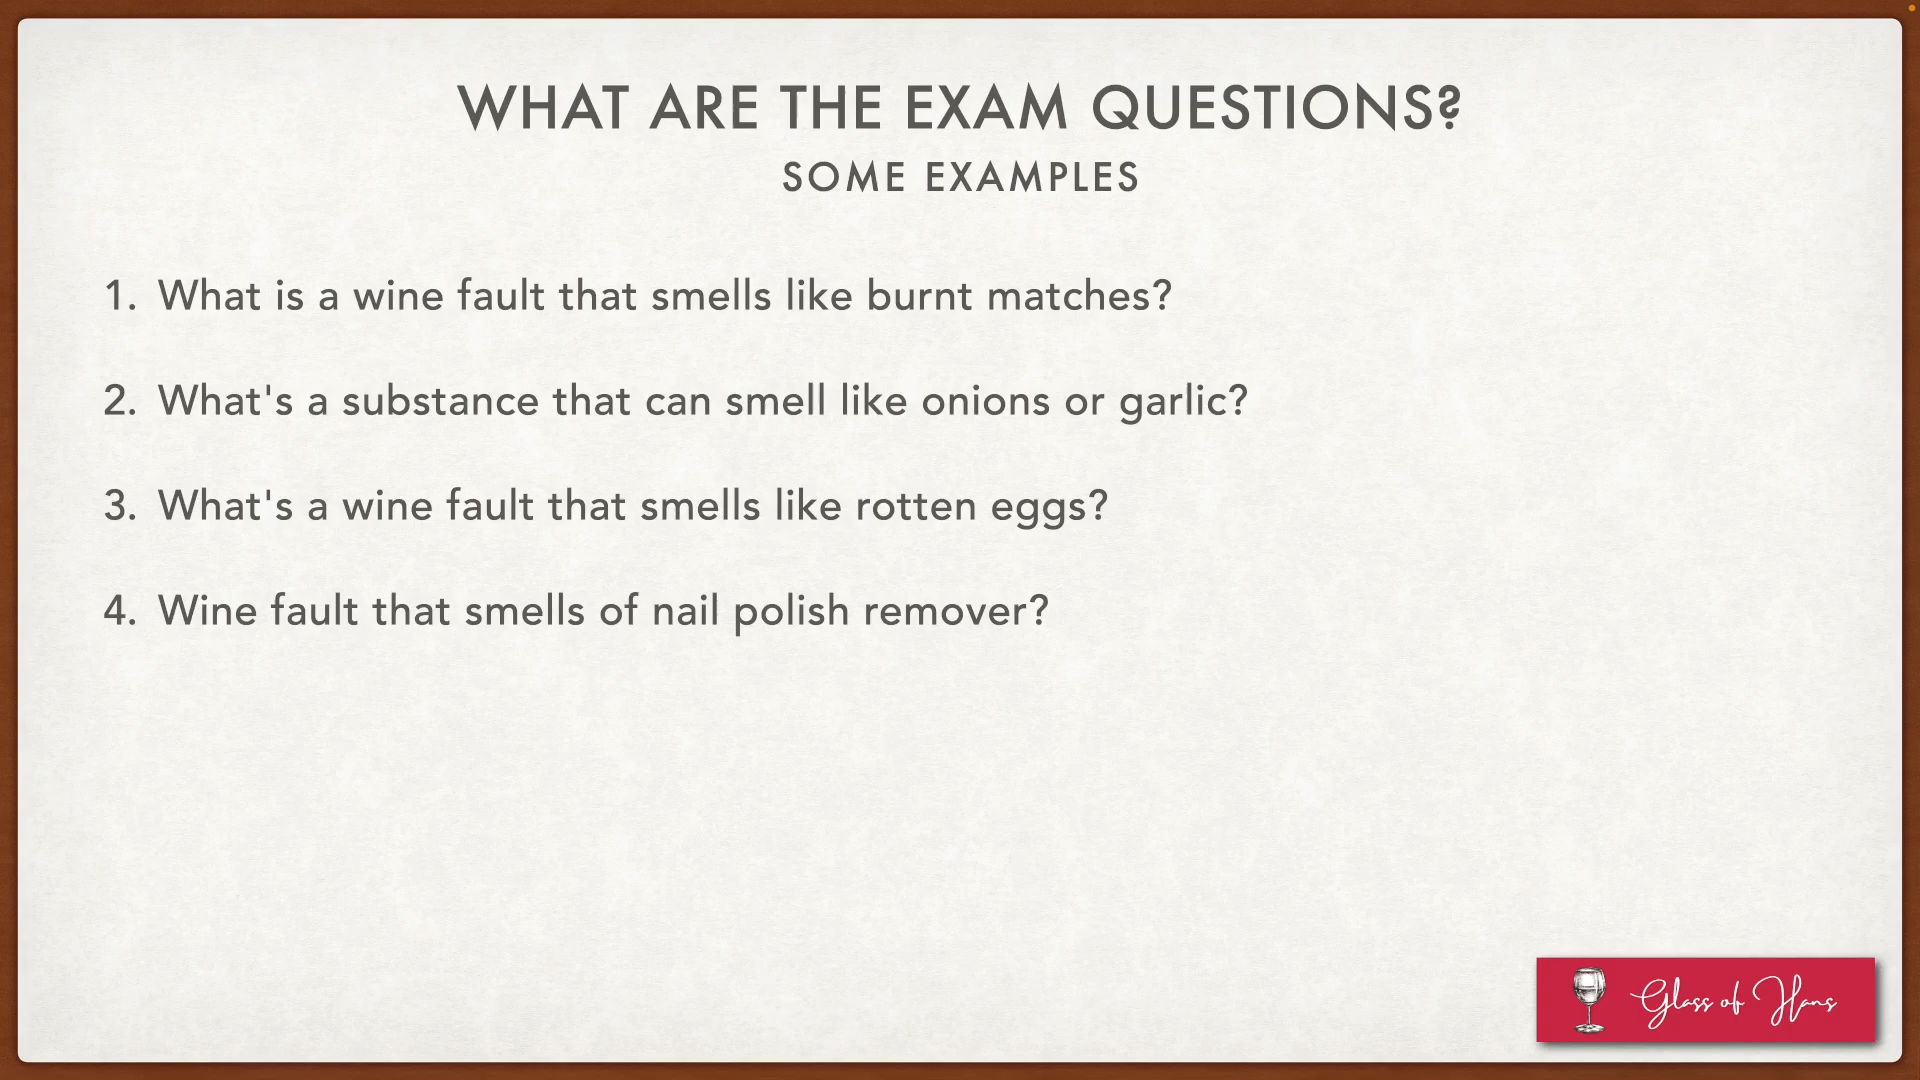 WHAT ARE THE EXAM QUESTIONS?
SOME EXAMPLES
1. What is a wine fault that smells like burnt matches?
2. What's a substance that can smell like onions or garlic?
3. What's a wine fault that smells like rotten eggs?
4. Wine fault that smells of nail polish remover?
Glass of Hans